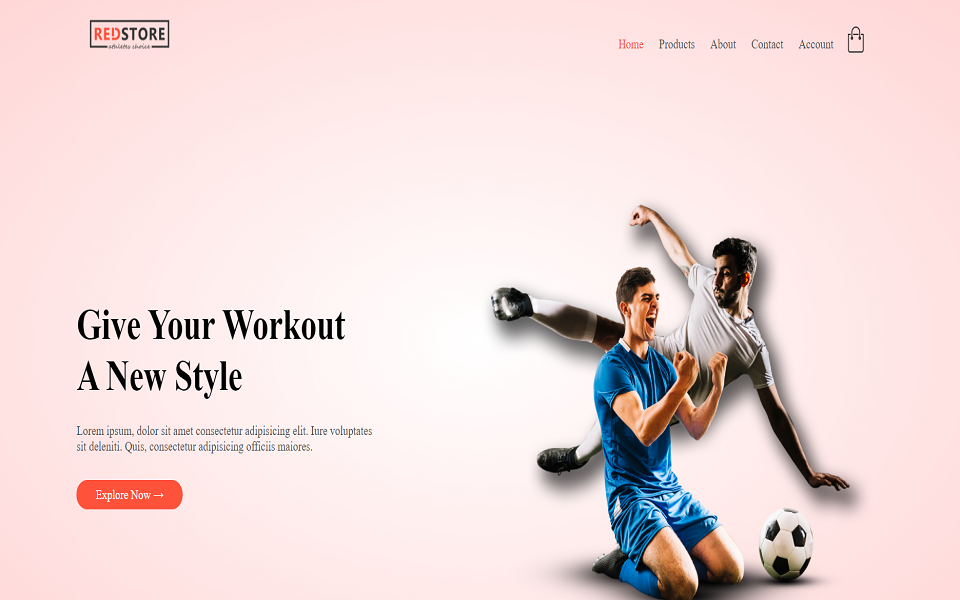 REDSTORE
athletes choice
Home Products About Contact Account
Give Your Workout
A New Style
Lorem ipsum, dolor sit amet consectetur adipisicing elit. Iure voluptates
sit deleniti. Quis, consectetur adipisicing officiis maiores.
Explore Now →